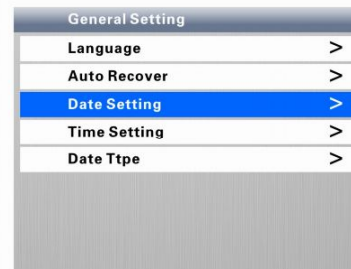 General Setting
Language >
Auto Recover >
Date Setting >
Time Setting >
Date Ttpe >